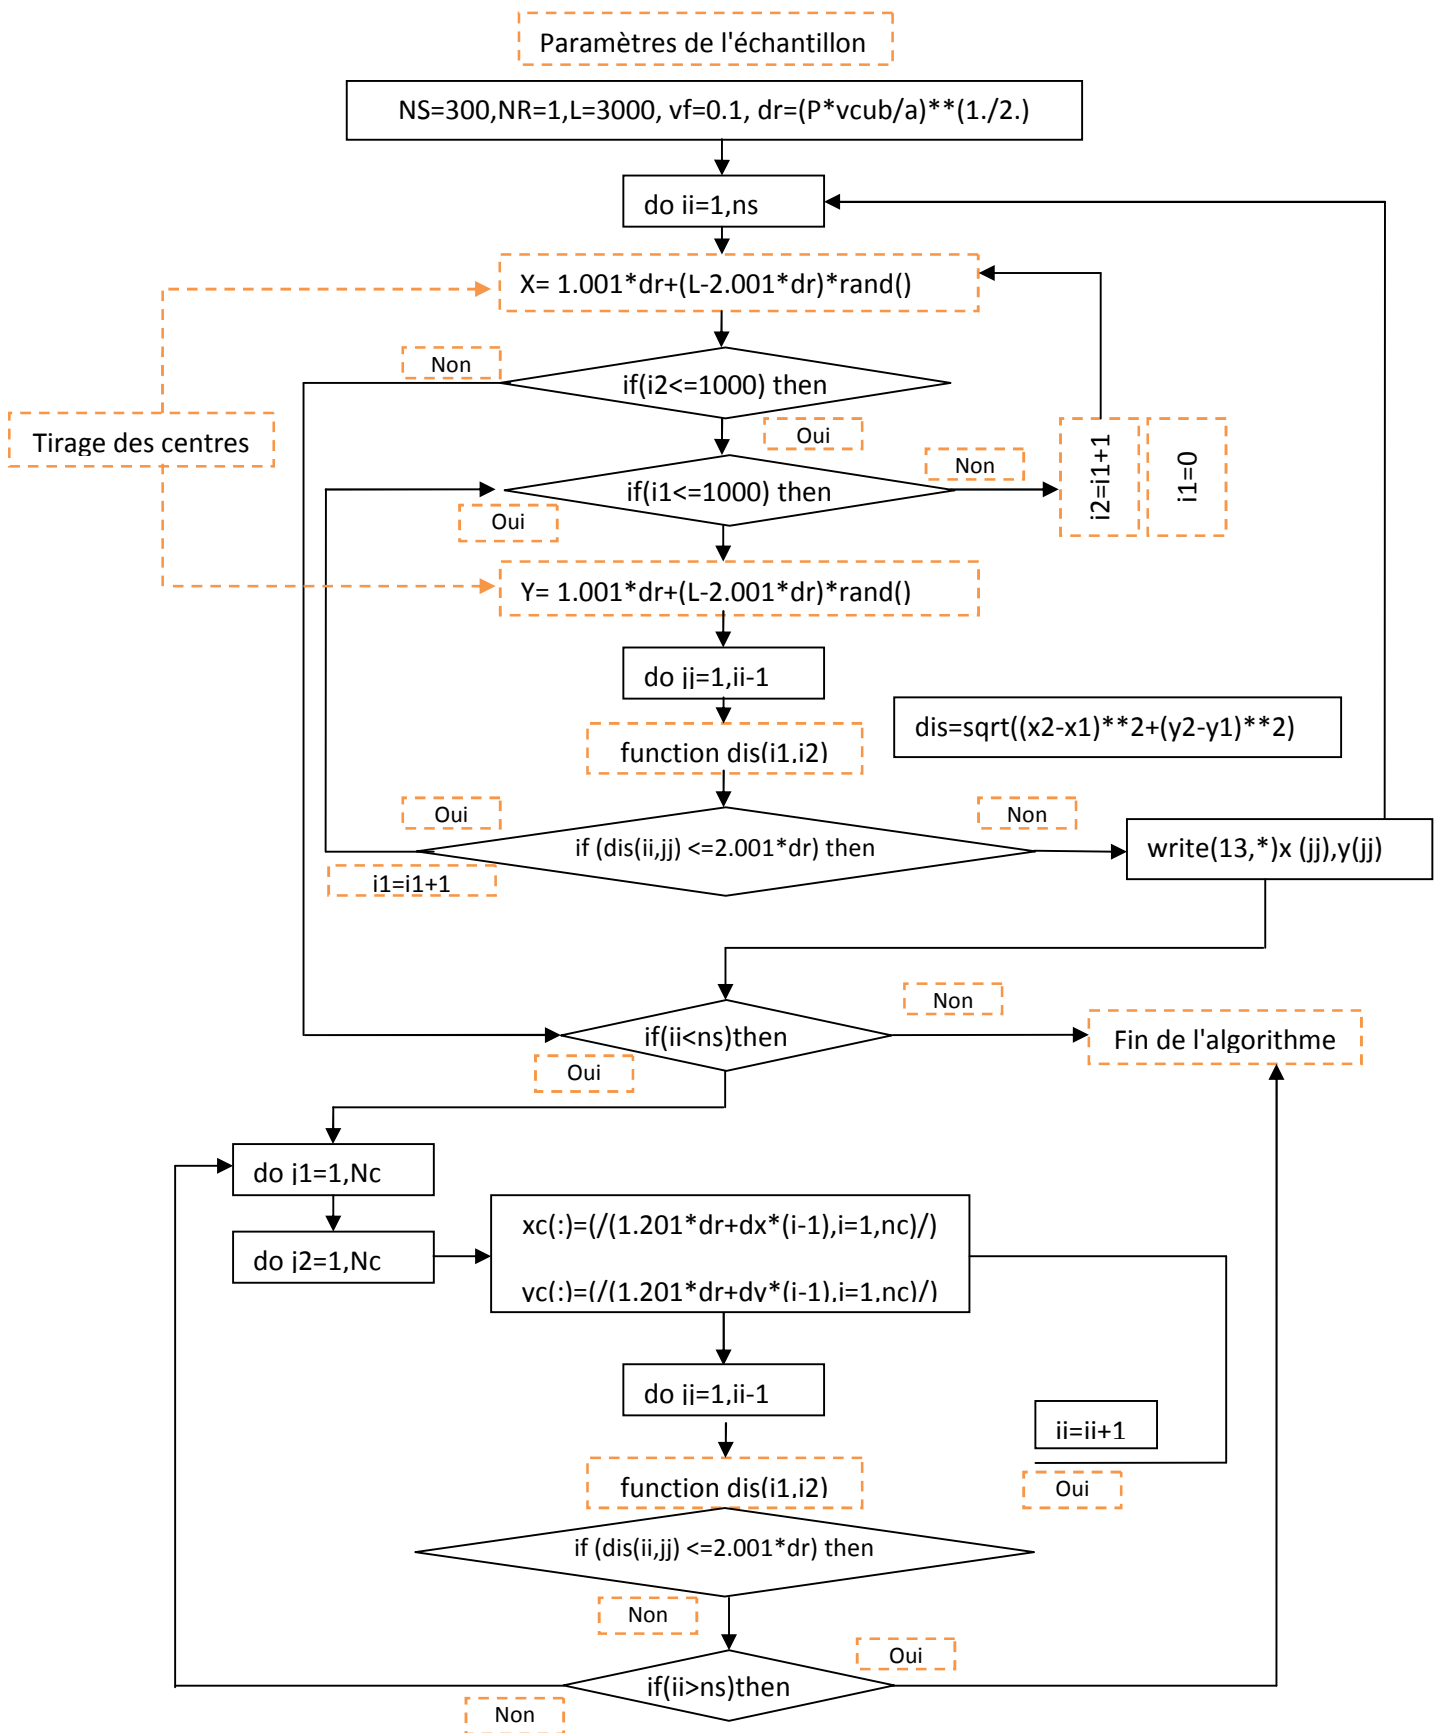 Paramètres de l'échantillon
NS=300,NR=1,L=3000, vf=0.1, dr=(P*vcub/a)**(1./2.)
do ii=1,ns
X= 1.001*dr+(L-2.001*dr)*rand()
Non
if(i2<=1000) then
Tirage des centres
Oui
Non
if(i1<=1000) then
i2=i1+1
i1=0
Oui
Y= 1.001*dr+(L-2.001*dr)*rand()
do jj=1,ii-1
dis=sqrt((x2-x1)**2+(y2-y1)**2)
function dis(i1,i2)
Oui
Non
if (dis(ii,jj) <=2.001*dr) then
write(13,*)x (jj),y(jj)
i1=i1+1
Non
if(ii<ns)then
Fin de l'algorithme
Oui
do j1=1,Nc
xc(:)=(/(1.201*dr+dx*(i-1),i=1,nc)/)
do j2=1,Nc
yc(:)=(/(1.201*dr+dy*(i-1),i=1,nc)/)
do jj=1,ii-1
ii=ii+1
function dis(i1,i2)
Oui
if (dis(ii,jj) <=2.001*dr) then
Non
Oui
if(ii>ns)then
Non